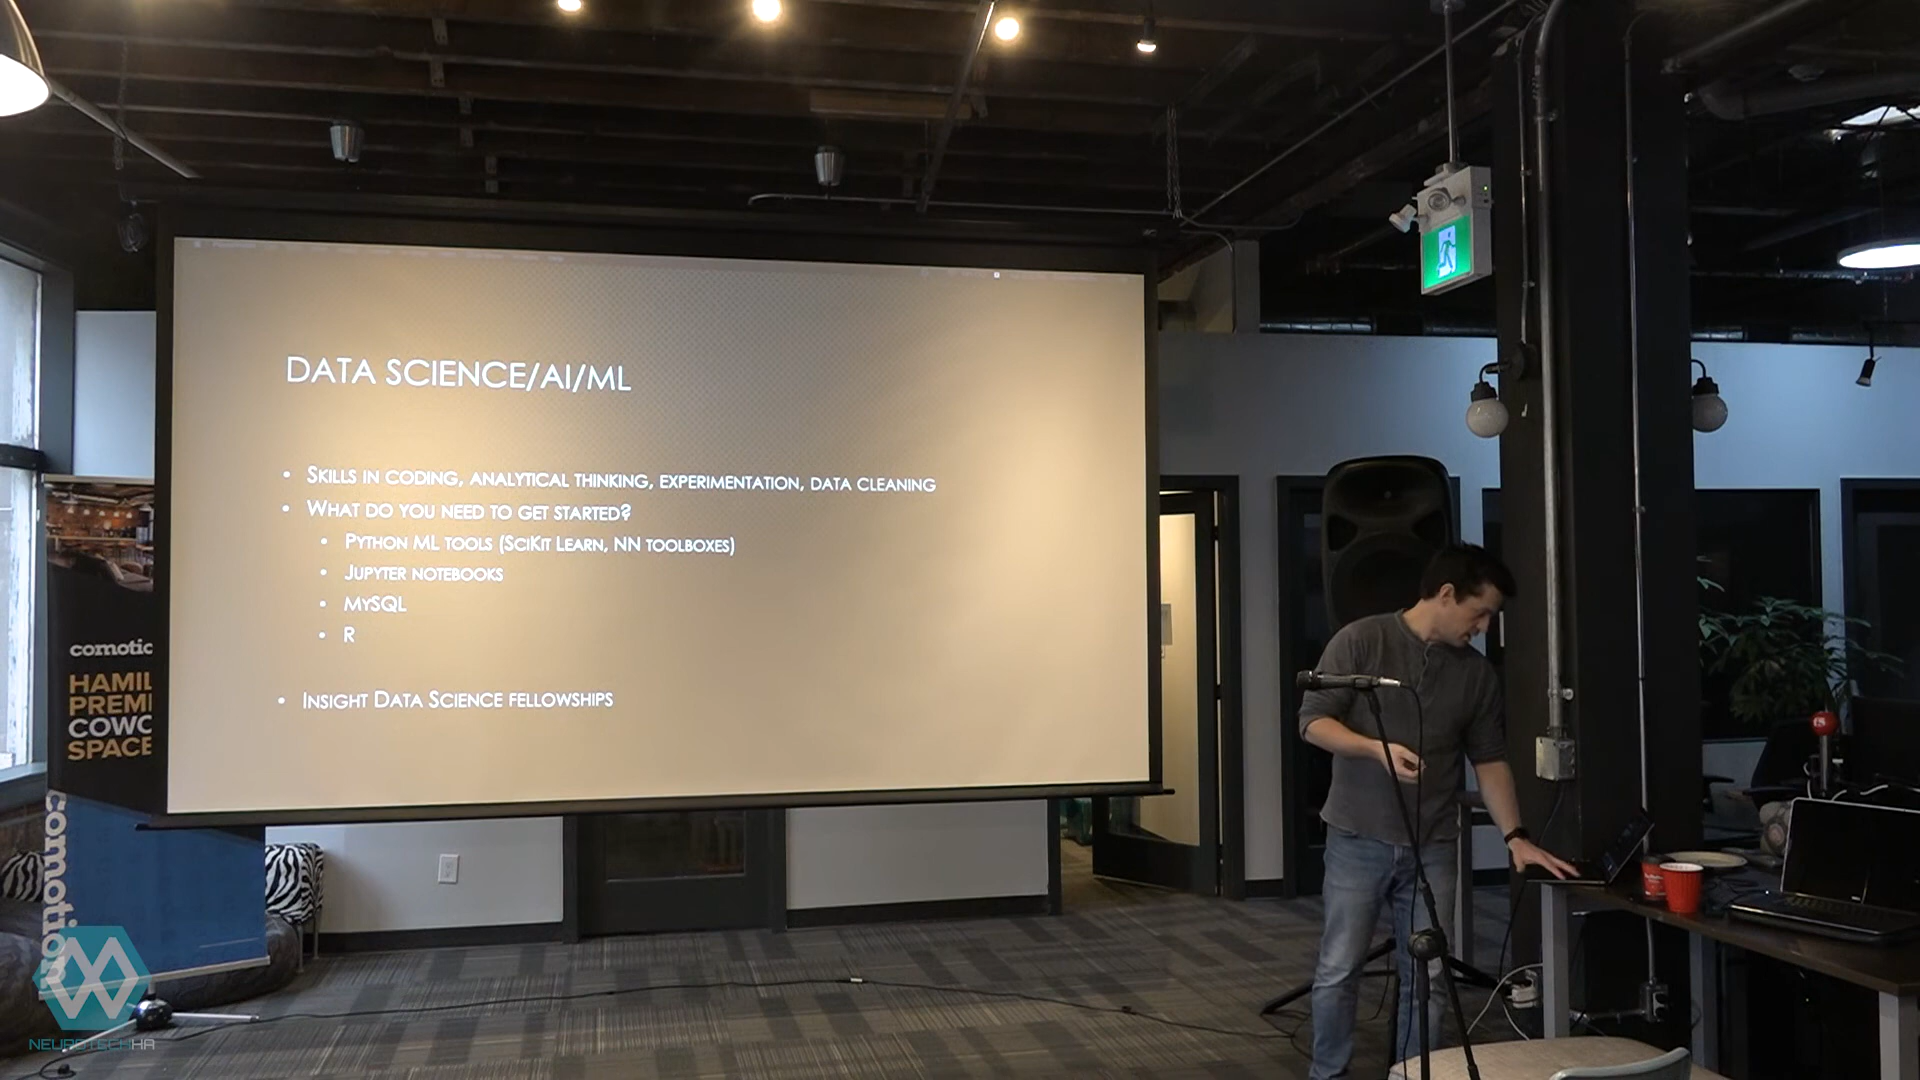 DATA SCIENCE/AI/ML
• SKILLS IN CODING, ANALYTICAL THINKING, EXPERIMENTATION, DATA CLEANING
• WHAT DO YOU NEED TO GET STARTED?
• PYTHON ML TOOLS (SCIKIT LEARN, NN TOOLBOXES)
• JUPYTER NOTEBOOKS
• MYSQL
• R
• INSIGHT DATA SCIENCE FELLOWSHIPS
comotio
HAMIL
PREMI
COWO
SPACE
comotion
NEUROTECHHA